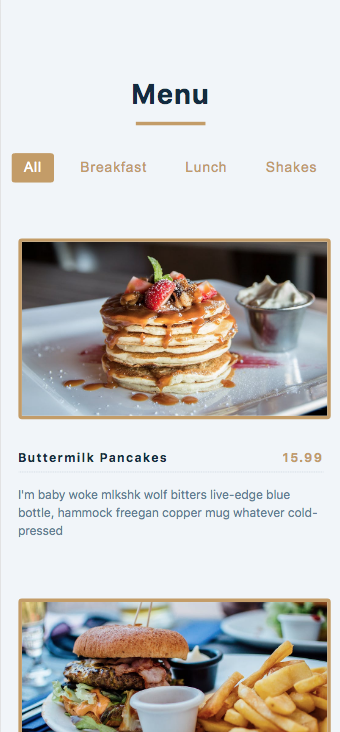 Menu
All Breakfast Lunch Shakes
Buttermilk Pancakes 15.99
I'm baby woke mlkshk wolf bitters live-edge blue
bottle, hammock freegan copper mug whatever cold-
pressed